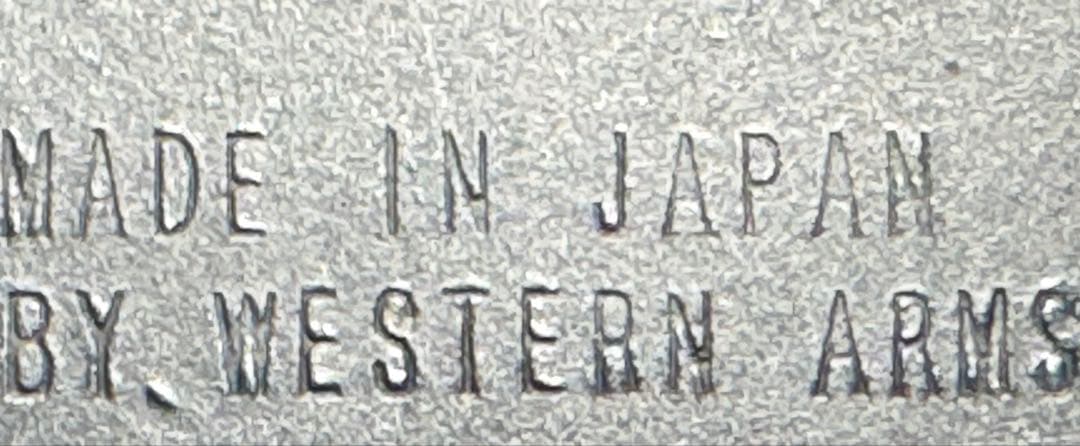 MADE IN JAPAN
BY. WESTERN ARMS